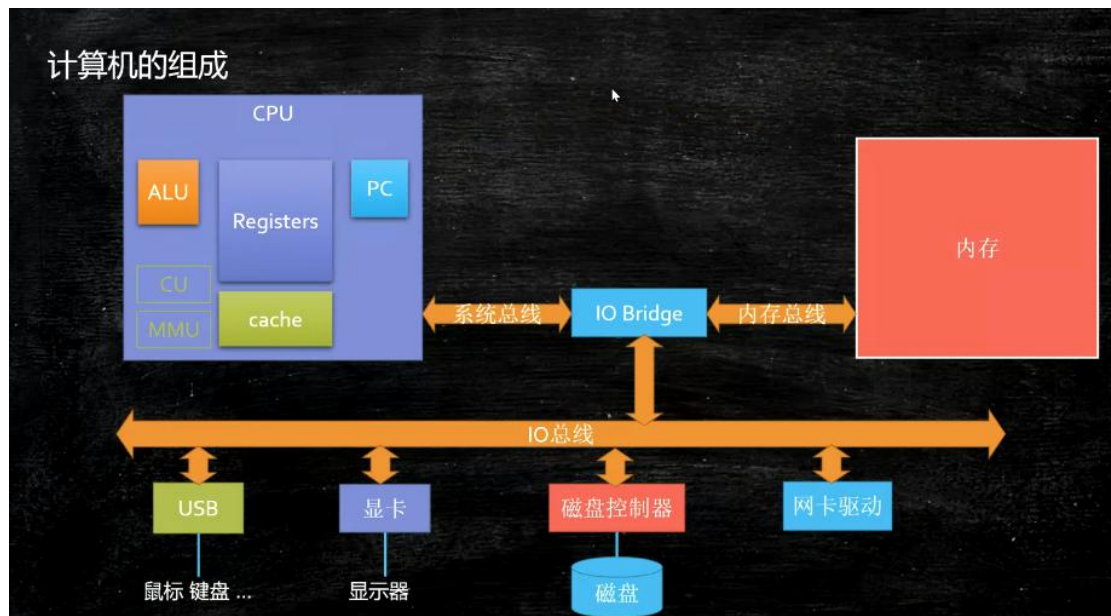 计算机的组成
CPU
ALU
Registers
PC
CU
MMU
cache
系统总线
IO Bridge
内存总线
内存
IO总线
USB
显卡
磁盘控制器
网卡驱动
鼠标 键盘 ...
显示器
磁盘